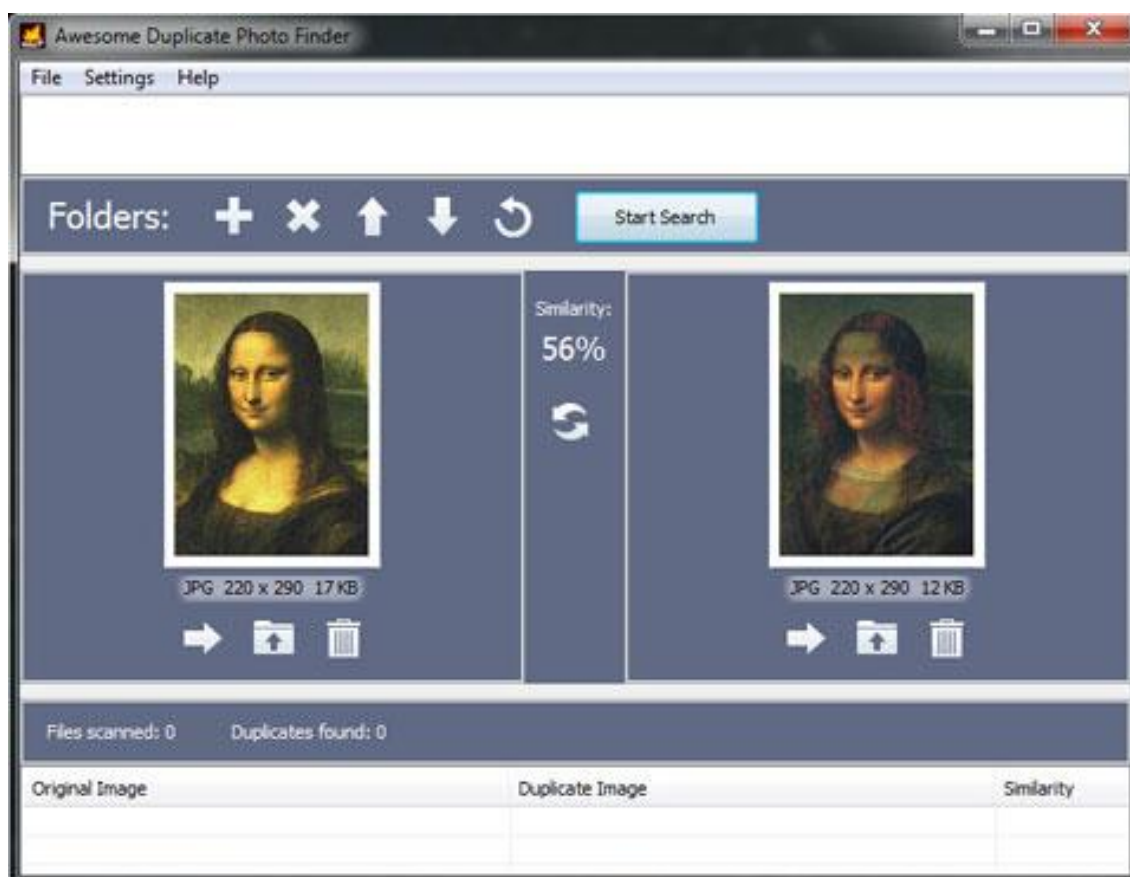 Awesome Duplicate Photo Finder
File Settings Help
Folders: Start Search
Similarity:
56%
JPG 220 x 290 17 KB
JPG 220 x 290 12 KB
Files scanned: 0 Duplicates found: 0
Original Image Duplicate Image Similarity